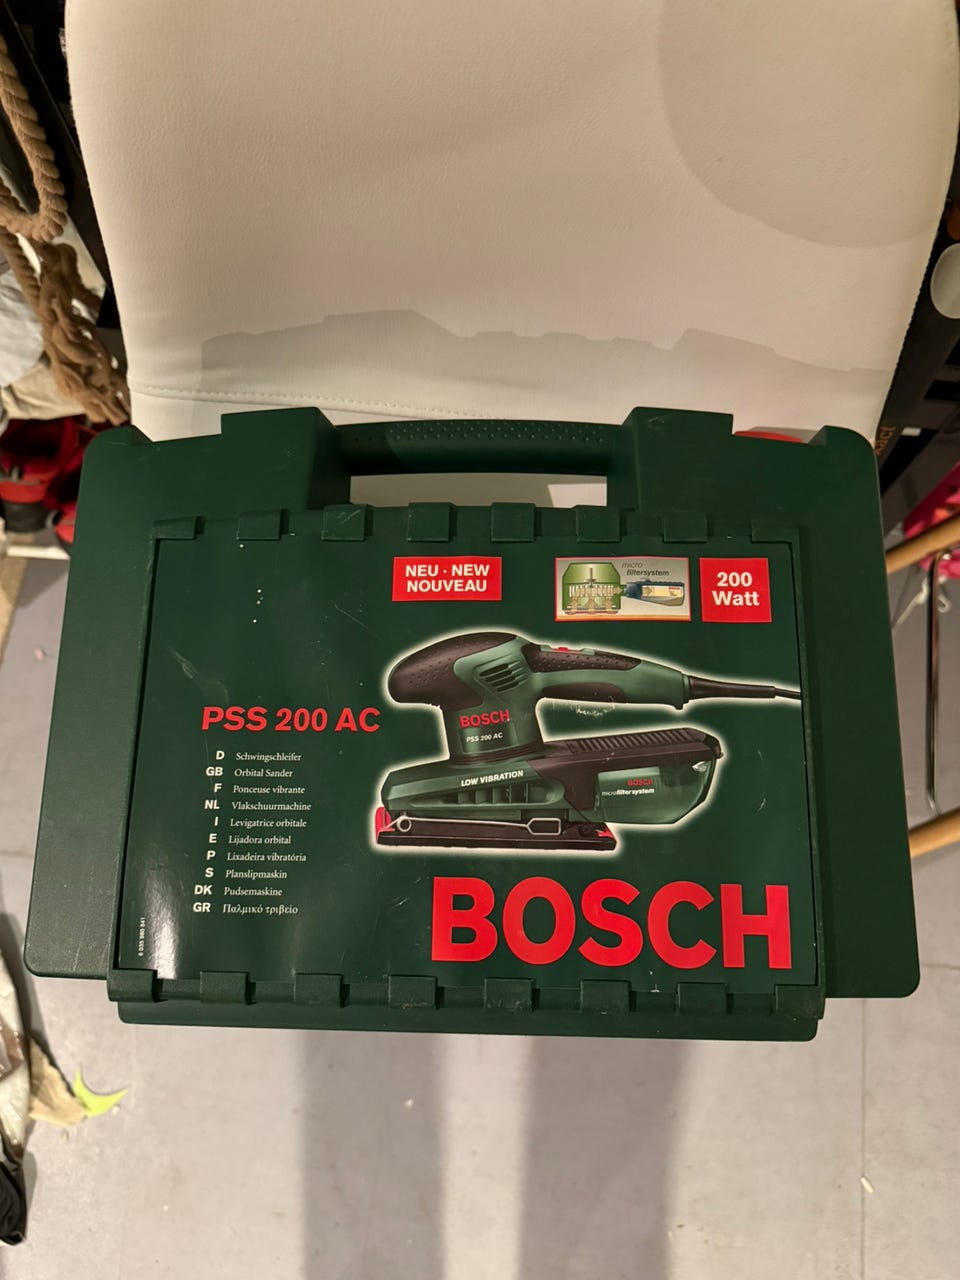 NEU · NEW
NOUVEAU
micro
filtersystem
200
Watt
BOSCH
PSS 200 AC
LOW VIBRATION
BOSCH
microfiltersystem
PSS 200 AC
D Schwingschleifer
GB Orbital Sander
F Ponceuse vibrante
NL Vlakschuurmachine
I Levigatrice orbitale
E Lijadora orbital
P Lixadeira vibratória
S Planslipmaskin
DK Pudsemaskine
GR Παλμικό τριβείο
BOSCH